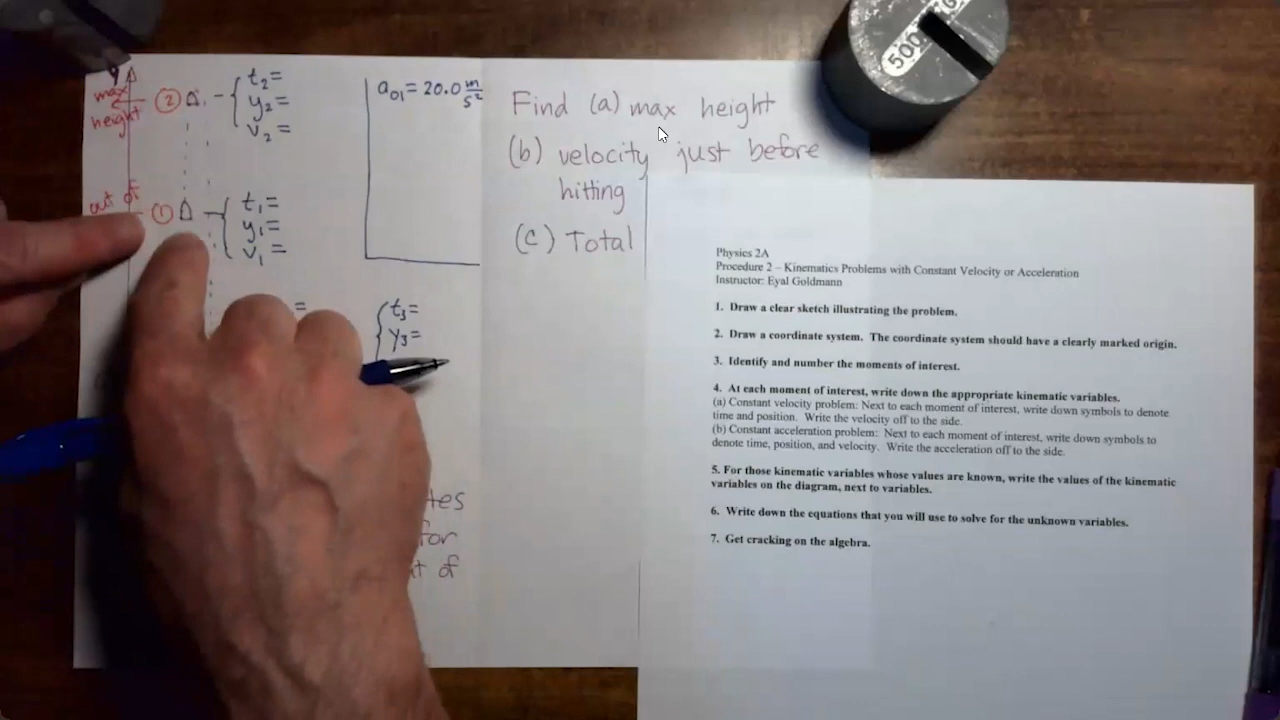 max
height
②
t₂=
y₂=
v₂=
out of
①
t₁=
y₁=
v₁=
=
a₀₁ = 20.0 m/s²
t₃=
y₃=
tes
for
t of
Find (a) max height
(b) velocity just before
hitting
(c) Total
500
Physics 2A
Procedure 2 – Kinematics Problems with Constant Velocity or Acceleration
Instructor: Eyal Goldmann
1. Draw a clear sketch illustrating the problem.
2. Draw a coordinate system. The coordinate system should have a clearly marked origin.
3. Identify and number the moments of interest.
4. At each moment of interest, write down the appropriate kinematic variables.
(a) Constant velocity problem: Next to each moment of interest, write down symbols to denote
time and position. Write the velocity off to the side.
(b) Constant acceleration problem: Next to each moment of interest, write down symbols to
denote time, position, and velocity. Write the acceleration off to the side.
5. For those kinematic variables whose values are known, write the values of the kinematic
variables on the diagram, next to variables.
6. Write down the equations that you will use to solve for the unknown variables.
7. Get cracking on the algebra.